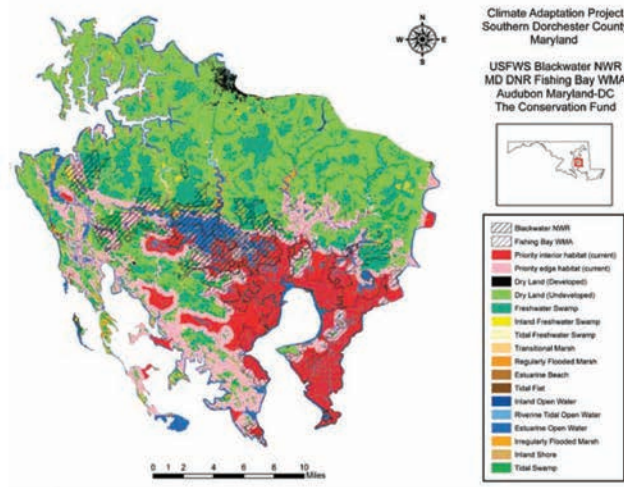 Climate Adaptation Project
Southern Dorchester County
Maryland
USFWS Blackwater NWR
MD DNR Fishing Bay WMA
Audubon Maryland-DC
The Conservation Fund
N
W E
S
Blackwater NWR
Fishing Bay WMA
Priority interior habitat (current)
Priority edge habitat (current)
Dry Land (Developed)
Dry Land (Undeveloped)
Freshwater Swamp
Inland Freshwater Swamp
Tidal Freshwater Swamp
Transitional Marsh
Regularly Flooded Marsh
Estuarine Beach
Tidal Flat
Inland Open Water
Riverine Tidal Open Water
Estuarine Open Water
Irregularly Flooded Marsh
Inland Shore
Tidal Swamp
0 1 2 4 6 8 10
Miles